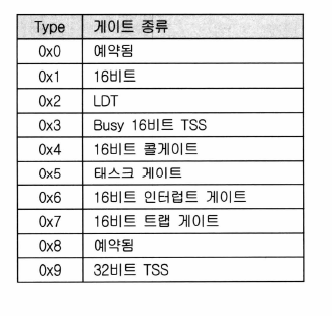 Type 게이트 종류
0x0 예약됨
0x1 16비트
0x2 LDT
0x3 Busy 16비트 TSS
0x4 16비트 콜게이트
0x5 태스크 게이트
0x6 16비트 인터럽트 게이트
0x7 16비트 트랩 게이트
0x8 예약됨
0x9 32비트 TSS